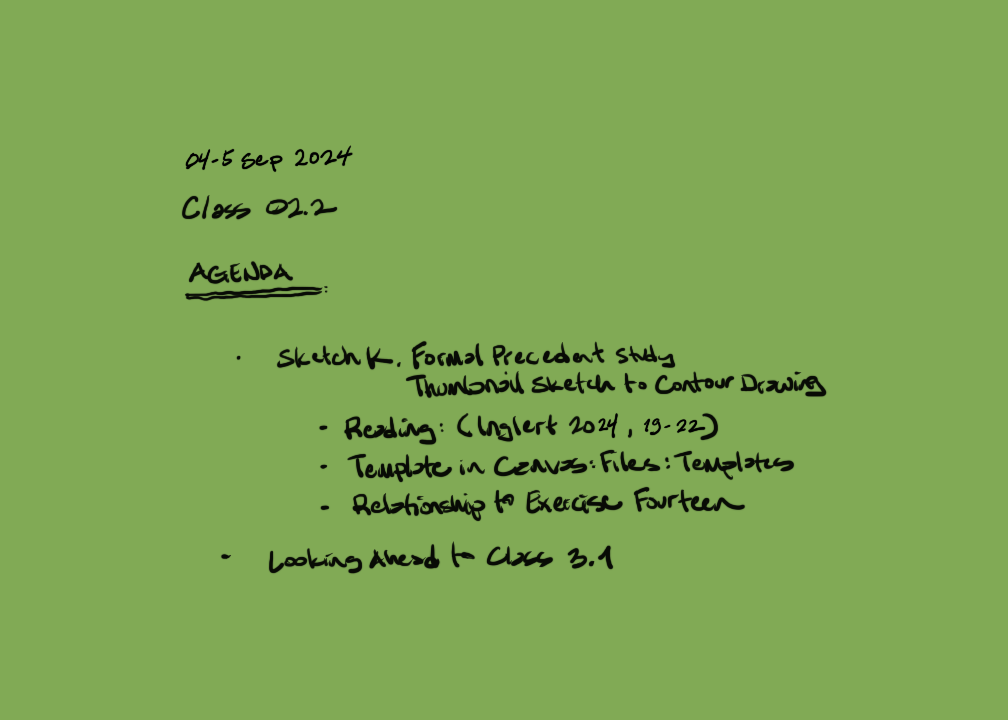 04-5 Sep 2024
Class 02.2
AGENDA
· Sketch K. Formal Precedent Study
Thumbnail Sketch to Contour Drawing
- Reading: (Inglert 2024, 19-22)
- Template in Canvas: Files: Templates
- Relationship to Exercise Fourteen
- Looking Ahead to Class 3.1